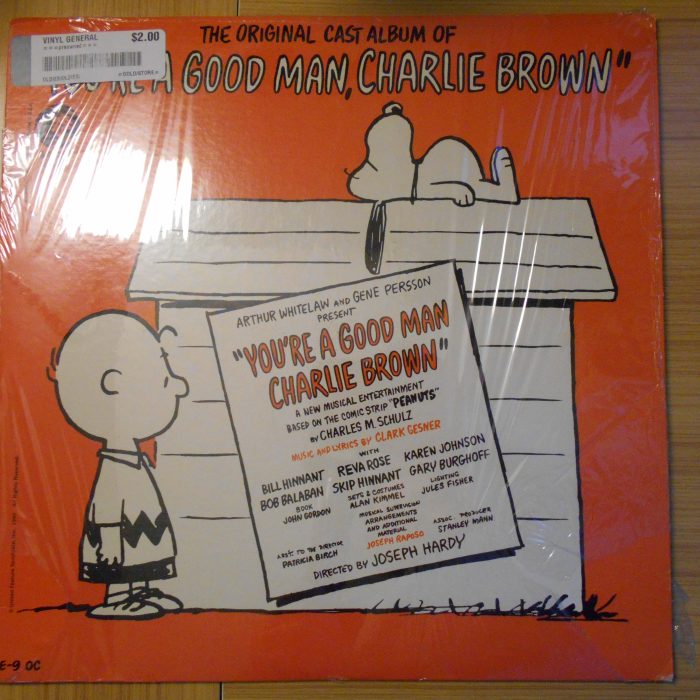 VINYL GENERAL $2.00
THE ORIGINAL CAST ALBUM OF
YOU'RE A GOOD MAN, CHARLIE BROWN"
ARTHUR WHITELAW AND GENE PERSSON
PRESENT
"YOU'RE A GOOD MAN
CHARLIE BROWN"
A NEW MUSICAL ENTERTAINMENT
BASED ON THE COMIC STRIP "PEANUTS"
BY CHARLES M. SCHULZ
MUSIC AND LYRICS BY CLARK GESNER
WITH
BILL HINNANT REVA ROSE KAREN JOHNSON
BOB BALABAN SKIP HINNANT GARY BURGHOFF
BOOK SETS & COSTUMES LIGHTING
JOHN GORDON ALAN KIMMEL JULES FISHER
MUSICAL SUPERVISION
ARRANGEMENTS
AND ADDITIONAL
MATERIAL
JOSEPH RAPOSO
ASSOC. PRODUCER
STANLEY MANN
ASST. TO THE DIRECTOR
PATRICIA BIRCH
DIRECTED BY JOSEPH HARDY
E-9 OC